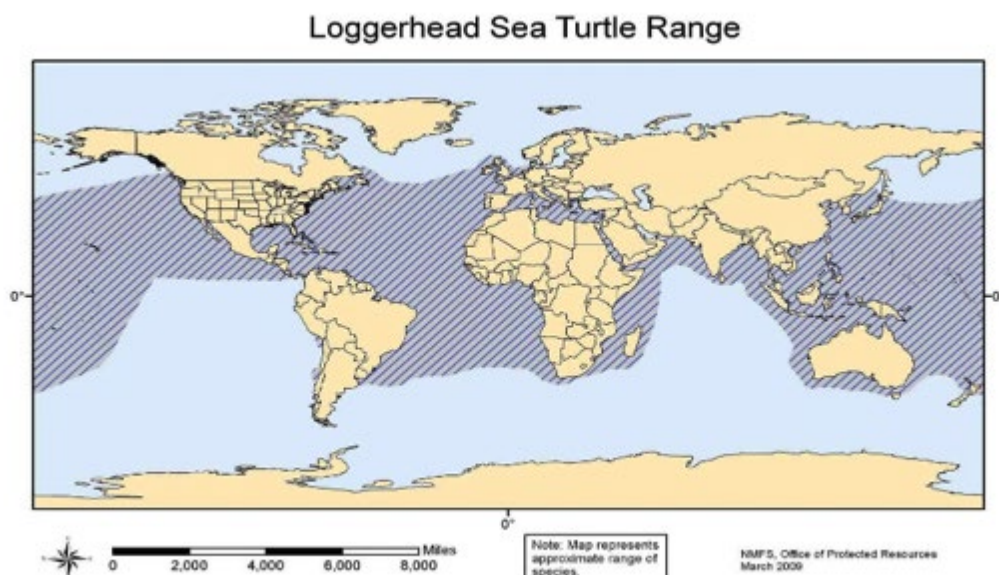 Loggerhead Sea Turtle Range
0°
0°
0°
Miles
0 2,000 4,000 6,000 8,000
Note: Map represents
approximate range of
species.
NMFS, Office of Protected Resources
March 2009